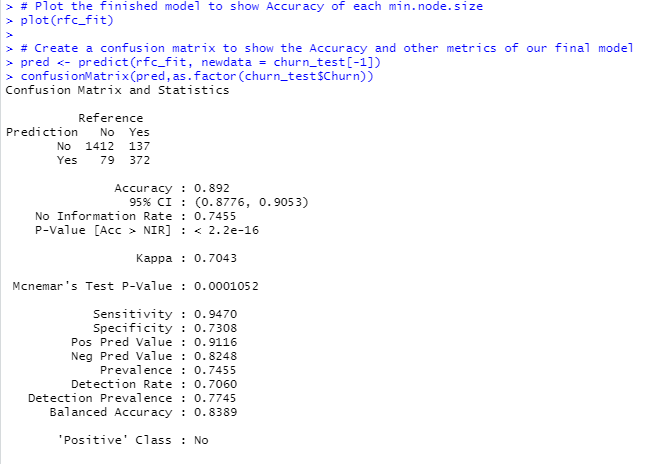 > # Plot the finished model to show Accuracy of each min.node.size
> plot(rfc_fit)
>
> # Create a confusion matrix to show the Accuracy and other metrics of our final model
> pred <- predict(rfc_fit, newdata = churn_test[-1])
> confusionMatrix(pred,as.factor(churn_test$Churn))
Confusion Matrix and Statistics
Reference
Prediction No Yes
No 1412 137
Yes 79 372
Accuracy : 0.892
95% CI : (0.8776, 0.9053)
No Information Rate : 0.7455
P-Value [Acc > NIR] : < 2.2e-16
Kappa : 0.7043
Mcnemar's Test P-Value : 0.0001052
Sensitivity : 0.9470
Specificity : 0.7308
Pos Pred Value : 0.9116
Neg Pred Value : 0.8248
Prevalence : 0.7455
Detection Rate : 0.7060
Detection Prevalence : 0.7745
Balanced Accuracy : 0.8389
'Positive' Class : No